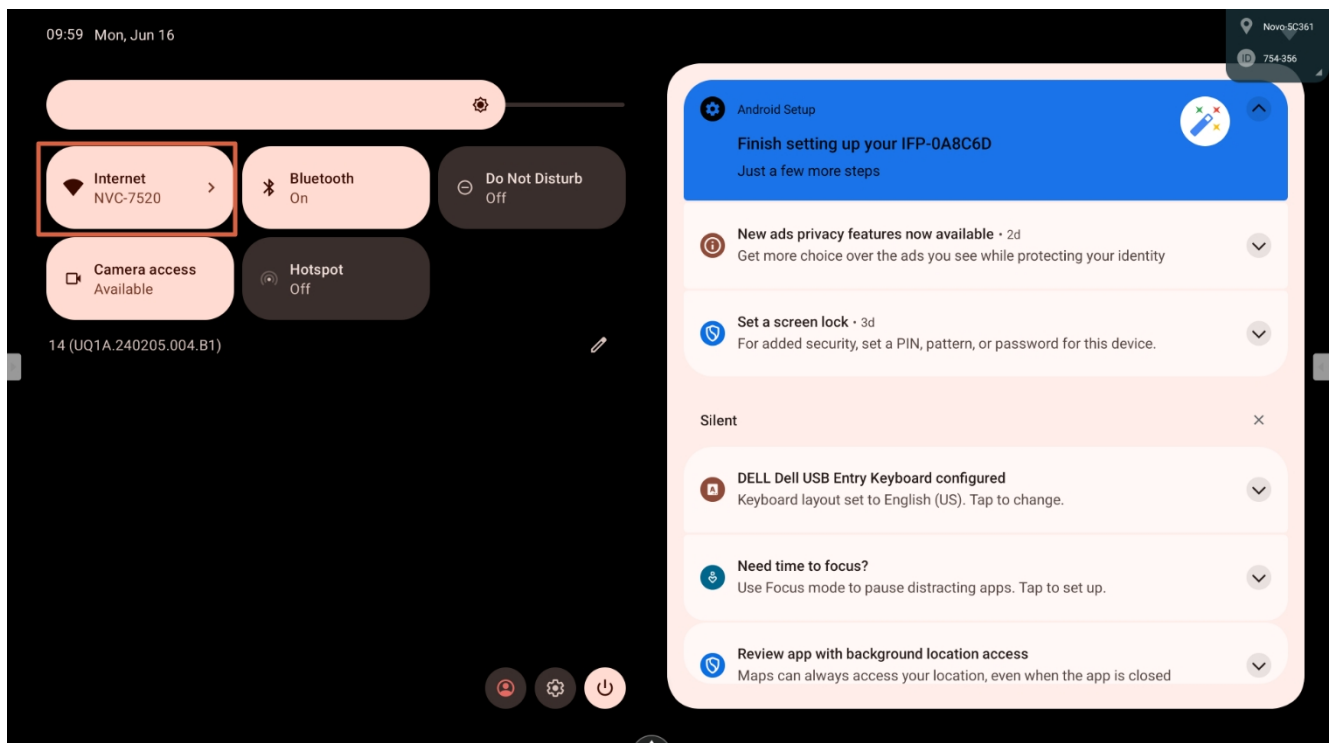 09:59 Mon, Jun 16
Novo-5C361
ID 754-356
Internet
NVC-7520
Bluetooth
On
Do Not Disturb
Off
Camera access
Available
Hotspot
Off
14 (UQ1A.240205.004.B1)
Android Setup
Finish setting up your IFP-0A8C6D
Just a few more steps
New ads privacy features now available • 2d
Get more choice over the ads you see while protecting your identity
Set a screen lock • 3d
For added security, set a PIN, pattern, or password for this device.
Silent
A
DELL Dell USB Entry Keyboard configured
Keyboard layout set to English (US). Tap to change.
Need time to focus?
Use Focus mode to pause distracting apps. Tap to set up.
Review app with background location access
Maps can always access your location, even when the app is closed